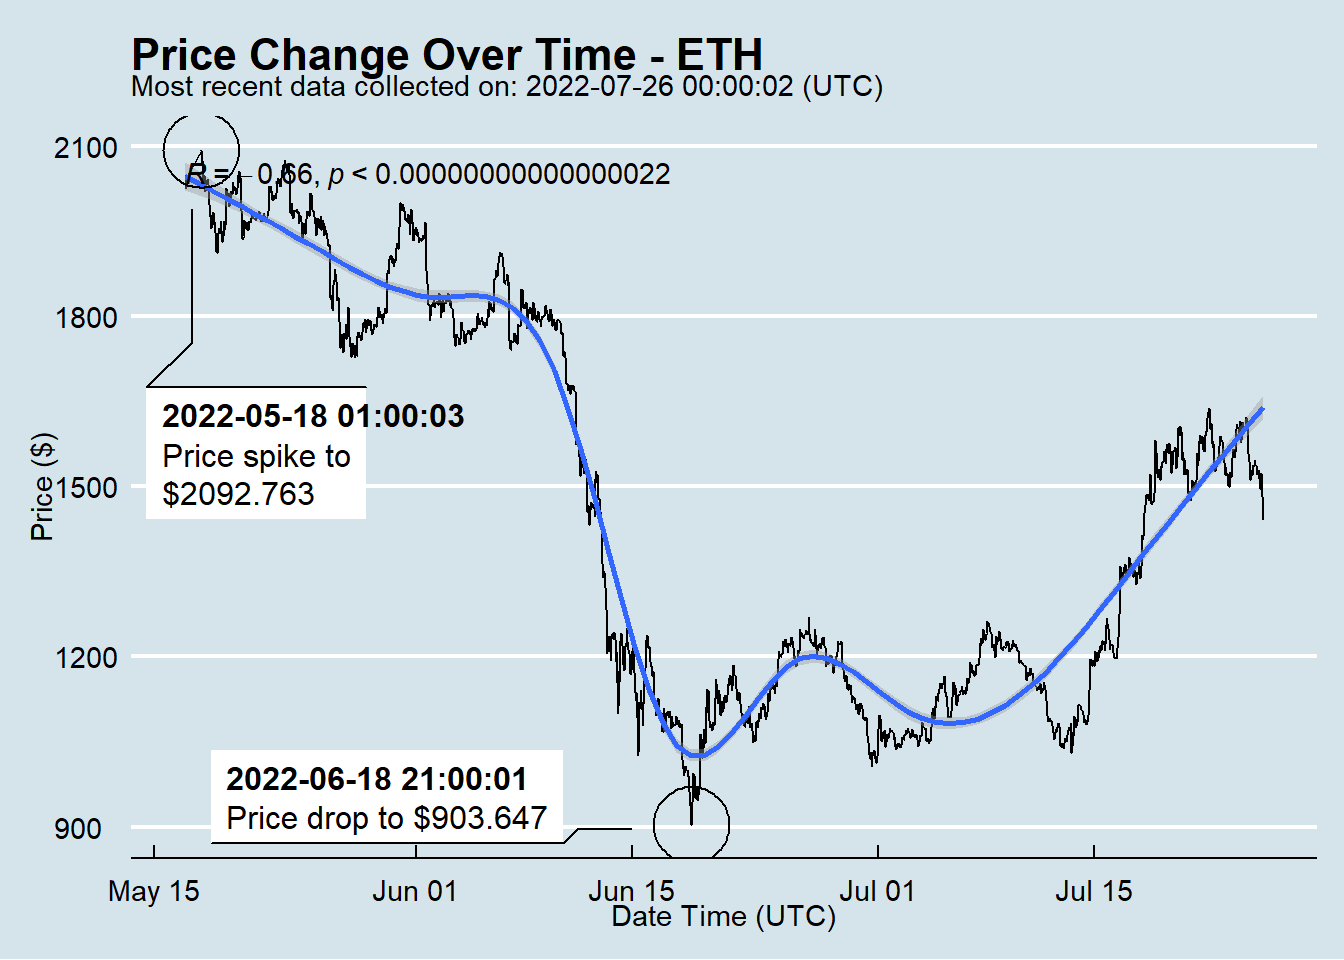 Price Change Over Time - ETH
Most recent data collected on: 2022-07-26 00:00:02 (UTC)
R = −0.66, p < 0.00000000000000022
2100
1800
1500
1200
900
Price ($)
2022-05-18 01:00:03
Price spike to
$2092.763
2022-06-18 21:00:01
Price drop to $903.647
May 15
Jun 01
Jun 15
Jul 01
Jul 15
Date Time (UTC)